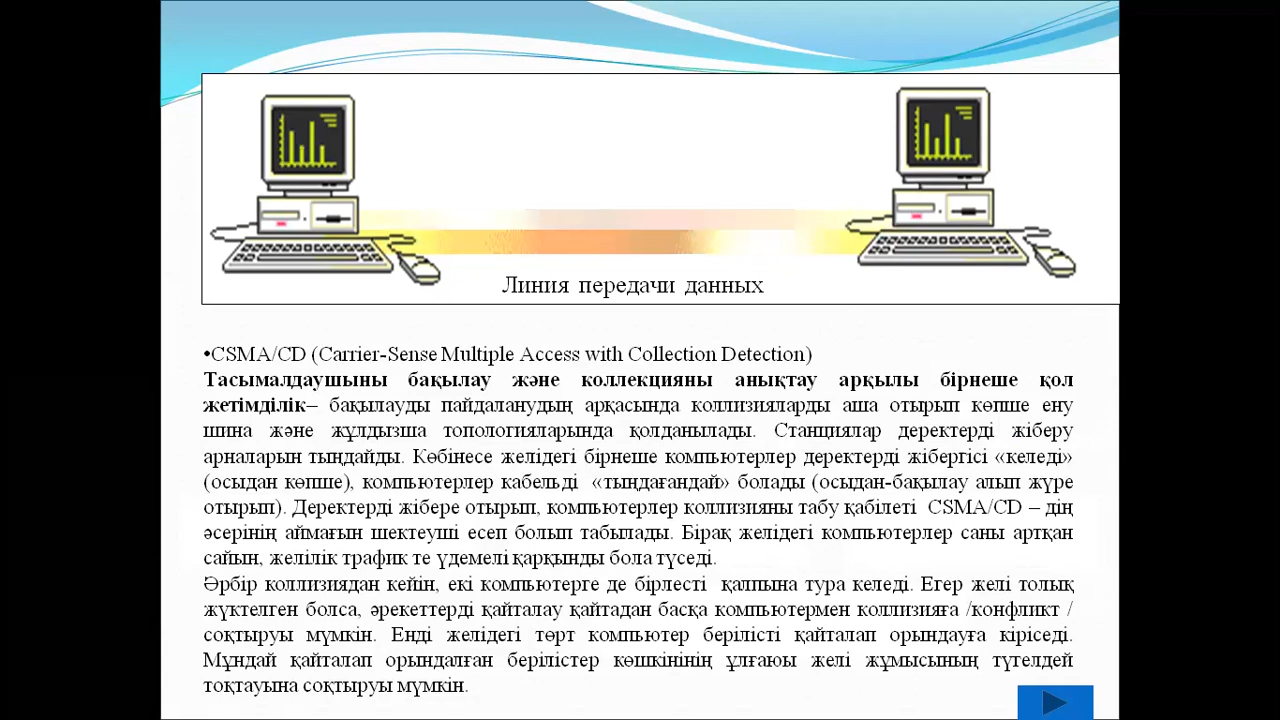 Линия передачи данных
•CSMA/CD (Carrier-Sense Multiple Access with Collection Detection)
Тасымалдаушыны бақылау және коллекцияны анықтау арқылы бірнеше қол
жетімділік– бақылауды пайдаланудың арқасында коллизияларды аша отырып көпше ену
шина және жұлдызша топологияларында қолданылады. Станциялар деректерді жіберу
арналарын тыңдайды. Көбінесе желідегі бірнеше компьютерлер деректерді жібергісі «келеді»
(осыдан көпше), компьютерлер кабельді «тыңдағандай» болады (осыдан-бақылау алып жүре
отырып). Деректерді жібере отырып, компьютерлер коллизияны табу қабілеті CSMA/CD – дің
әсерінің аймағын шектеуші есеп болып табылады. Бірақ желідегі компьютерлер саны артқан
сайын, желілік трафик те үдемелі қарқынды бола түседі.
Әрбір коллизиядан кейін, екі компьютерге де бірлесті қалпына тура келеді. Егер желі толық
жүктелген болса, әрекеттерді қайталау қайтадан басқа компьютермен коллизияға /конфликт /
соқтыруы мүмкін. Енді желідегі төрт компьютер берілісті қайталап орындауға кіріседі.
Мұндай қайталап орындалған берілістер көшкінінің ұлғаюы желі жұмысының түтелдей
тоқтауына соқтыруы мүмкін.